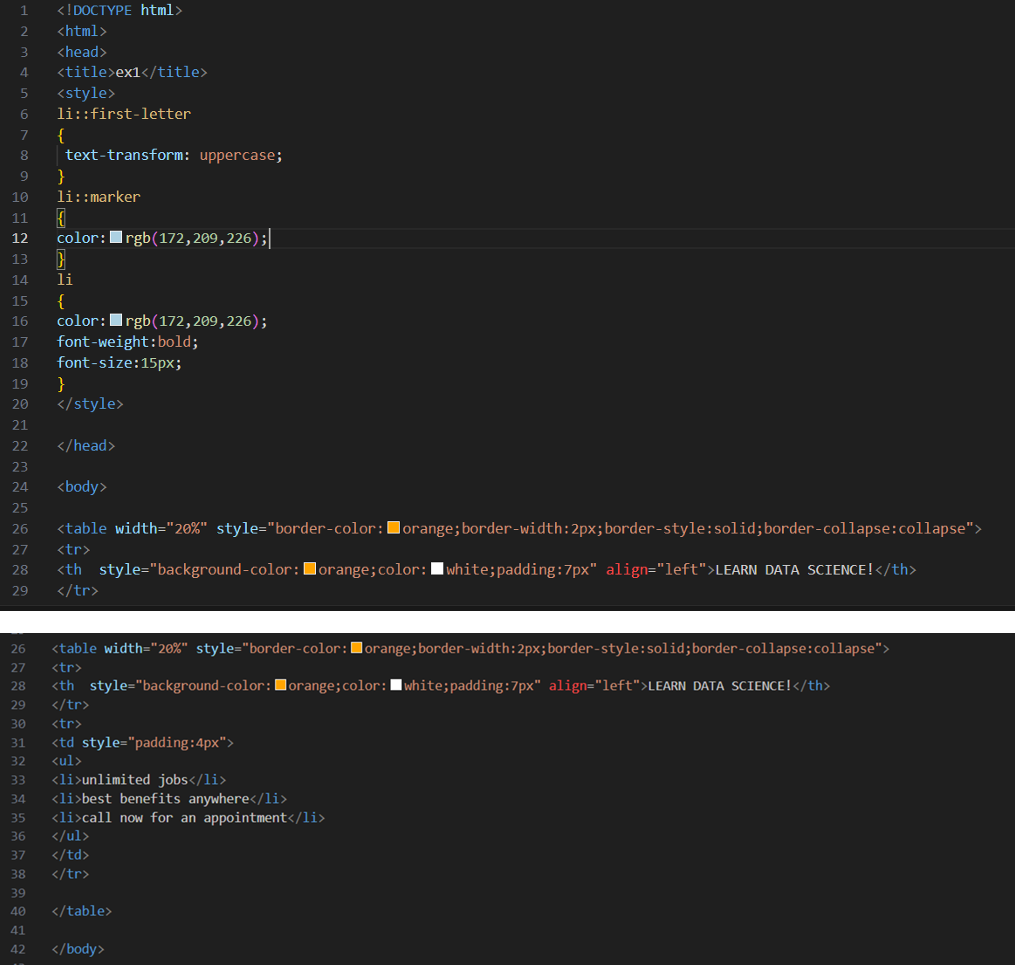 1 <!DOCTYPE html>
2 <html>
3 <head>
4 <title>ex1</title>
5 <style>
6 li::first-letter
7 {
8  text-transform: uppercase;
9 }
10 li::marker
11 {
12 color:rgb(172,209,226);
13 }
14 li
15 {
16 color:rgb(172,209,226);
17 font-weight:bold;
18 font-size:15px;
19 }
20 </style>
21
22 </head>
23
24 <body>
25
26 <table width="20%" style="border-color:orange;border-width:2px;border-style:solid;border-collapse:collapse">
27 <tr>
28 <th  style="background-color:orange;color:white;padding:7px" align="left">LEARN DATA SCIENCE!</th>
29 </tr>
26 <table width="20%" style="border-color:orange;border-width:2px;border-style:solid;border-collapse:collapse">
27 <tr>
28 <th  style="background-color:orange;color:white;padding:7px" align="left">LEARN DATA SCIENCE!</th>
29 </tr>
30 <tr>
31 <td style="padding:4px">
32 <ul>
33 <li>unlimited jobs</li>
34 <li>best benefits anywhere</li>
35 <li>call now for an appointment</li>
36 </ul>
37 </td>
38 </tr>
39
40 </table>
41
42 </body>